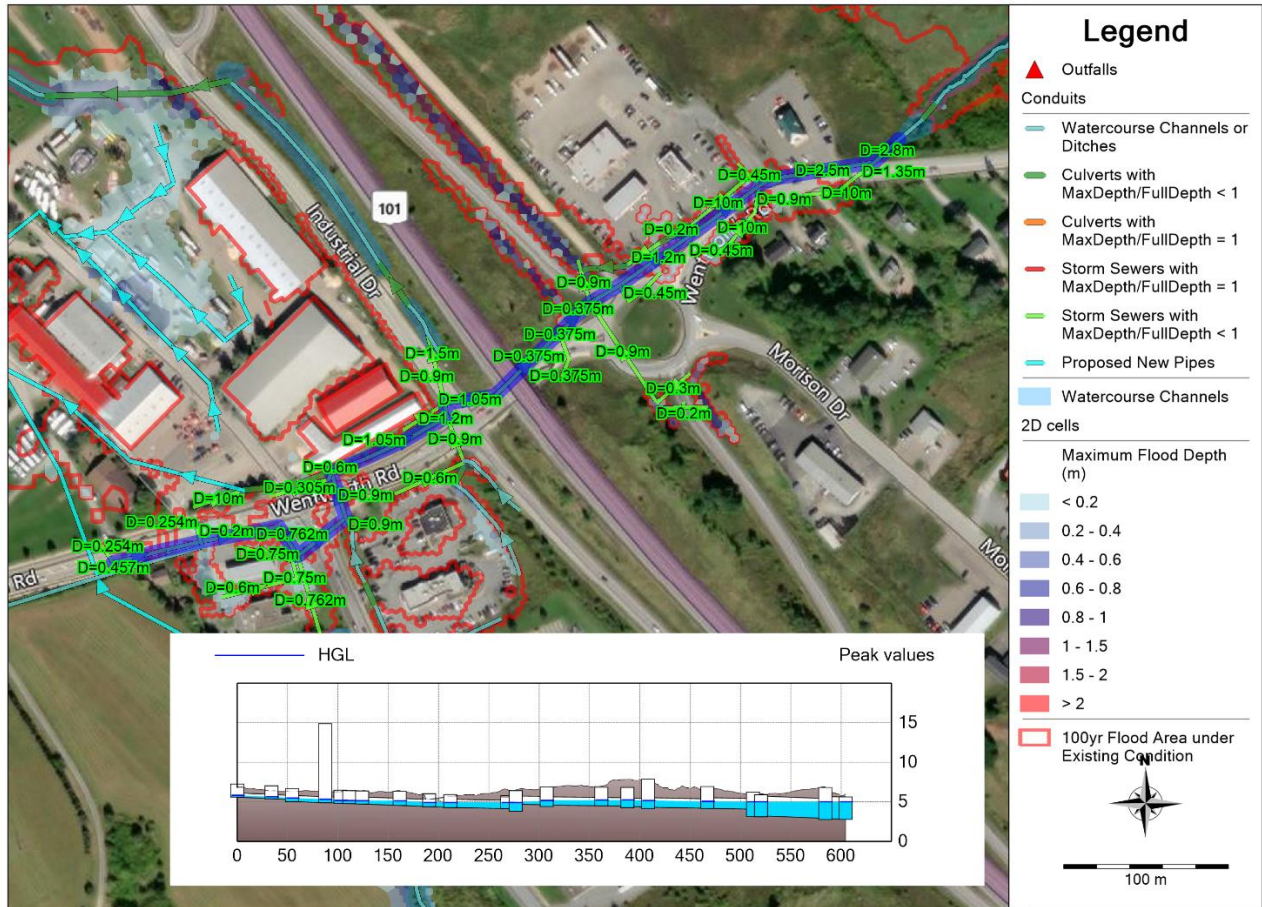 Legend
Outfalls
Conduits
Watercourse Channels or
Ditches
Culverts with
MaxDepth/FullDepth < 1
Culverts with
MaxDepth/FullDepth = 1
Storm Sewers with
MaxDepth/FullDepth = 1
Storm Sewers with
MaxDepth/FullDepth < 1
Proposed New Pipes
Watercourse Channels
2D cells
Maximum Flood Depth
(m)
< 0.2
0.2 - 0.4
0.4 - 0.6
0.6 - 0.8
0.8 - 1
1 - 1.5
1.5 - 2
> 2
100yr Flood Area under
Existing Condition
N
100 m
101
Industrial Dr
Morison Dr
Wentworth Rd
Rd
D=2.8m
D=2.5m
D=1.35m
D=0.45m
D=10m
D=0.9m
D=10m
D=10m
D=0.2m
D=0.45m
D=1.2m
D=0.9m
D=0.45m
D=0.375m
D=0.375m
D=0.375m
D=0.375m
D=0.9m
D=0.3m
D=0.2m
D=1.5m
D=0.9m
D=1.05m
D=1.2m
D=1.05m
D=0.9m
D=0.6m
D=0.6m
D=0.305m
D=10m
D=0.9m
D=0.9m
D=0.254m
D=0.2m
D=0.762m
D=0.254m
D=0.75m
D=0.457m
D=0.75m
D=0.6m
D=0.762m
HGL
Peak values
15
10
5
0
0 50 100 150 200 250 300 350 400 450 500 550 600